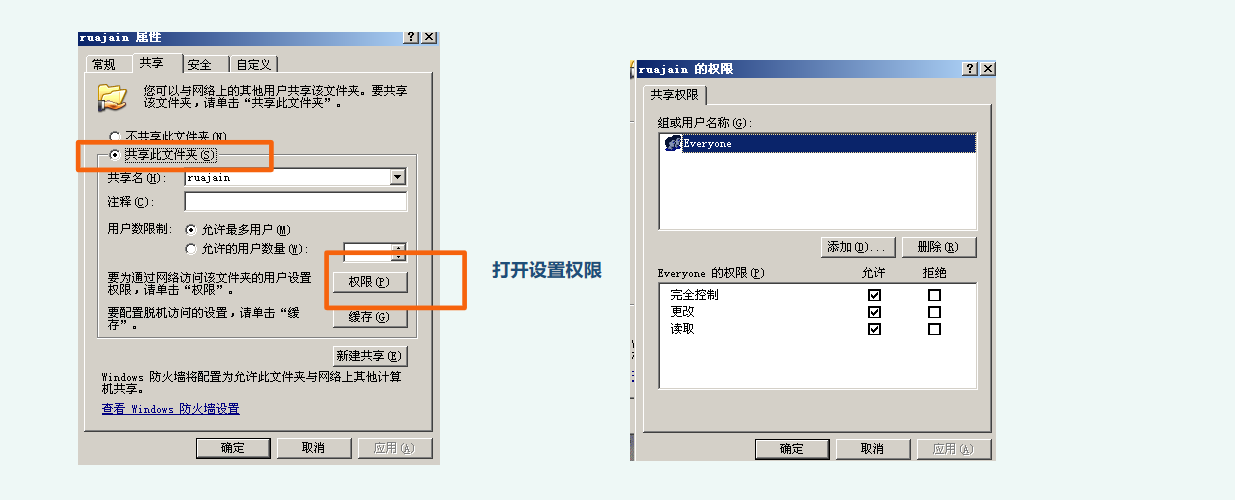 ruajain 属性
常规 共享 安全 自定义
您可以与网络上的其他用户共享该文件夹。要共享
该文件夹，请单击“共享此文件夹”。
不共享此文件夹(N)
共享此文件夹(S)
共享名(H): ruajain
注释(C):
用户数限制: 允许最多用户(M)
允许的用户数量(W):
要为通过网络访问该文件夹的用户设置
权限，请单击“权限”。
权限(P)
要配置脱机访问的设置，请单击“缓
存”。
缓存(G)
新建共享(E)
Windows 防火墙将配置为允许此文件夹与网络上其他计算
机共享。
查看 Windows 防火墙设置
确定 取消 应用(A)
打开设置权限
ruajain 的权限
共享权限
组或用户名称(G):
Everyone
添加(D)... 删除(R)
Everyone 的权限(P) 允许 拒绝
完全控制
更改
读取
确定 取消 应用(A)